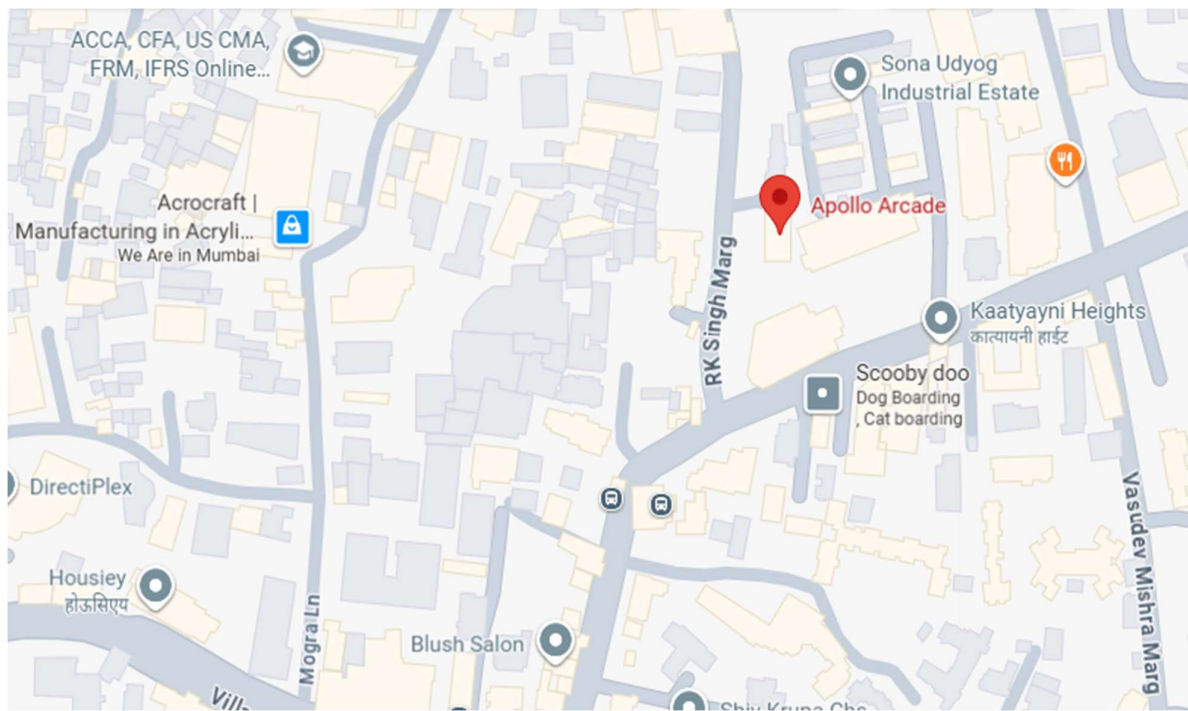 ACCA, CFA, US CMA,
FRM, IFRS Online...
Sona Udyog
Industrial Estate
Acrocraft |
Manufacturing in Acryli...
We Are in Mumbai
Apollo Arcade
RK Singh Marg
Kaatyayni Heights
कात्यायनी हाईट
Scooby doo
Dog Boarding
, Cat boarding
DirectiPlex
Vasudev Mishra Marg
Housiey
होऊसिएय
Mogra Ln
Blush Salon
Villa
Shiv Krupa Chs